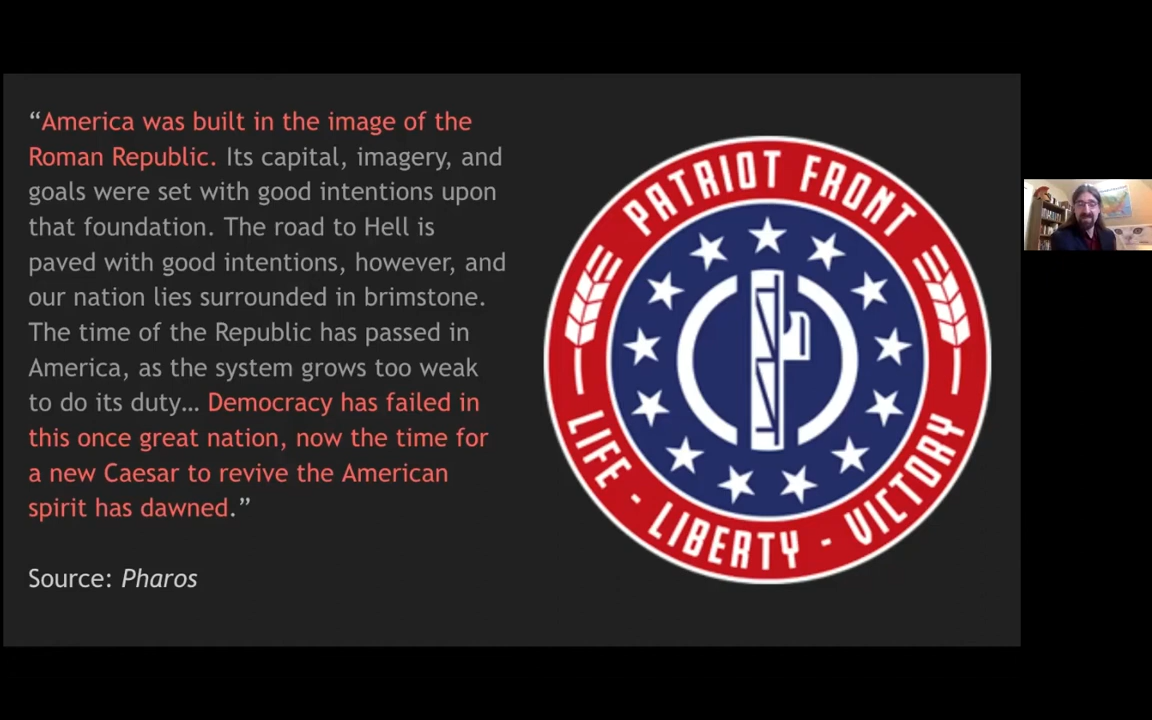 “America was built in the image of the
Roman Republic. Its capital, imagery, and
goals were set with good intentions upon
that foundation. The road to Hell is
paved with good intentions, however, and
our nation lies surrounded in brimstone.
The time of the Republic has passed in
America, as the system grows too weak
to do its duty… Democracy has failed in
this once great nation, now the time for
a new Caesar to revive the American
spirit has dawned.”
Source: Pharos
PATRIOT FRONT
LIFE - LIBERTY - VICTORY